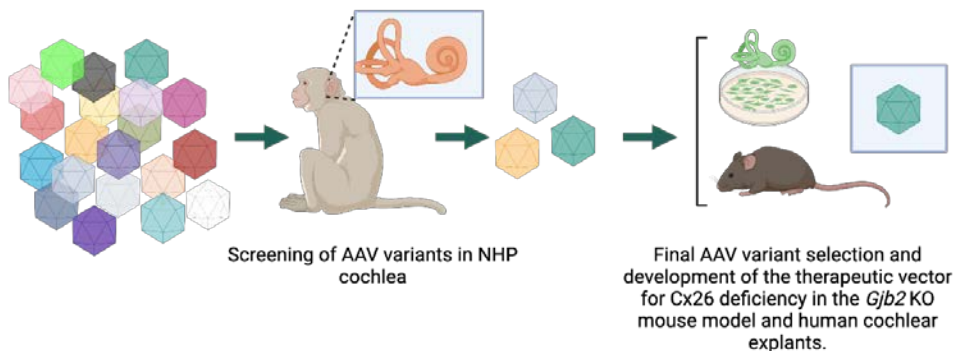 Screening of AAV variants in NHP
cochlea
Final AAV variant selection and
development of the therapeutic vector
for Cx26 deficiency in the Gjb2 KO
mouse model and human cochlear
explants.